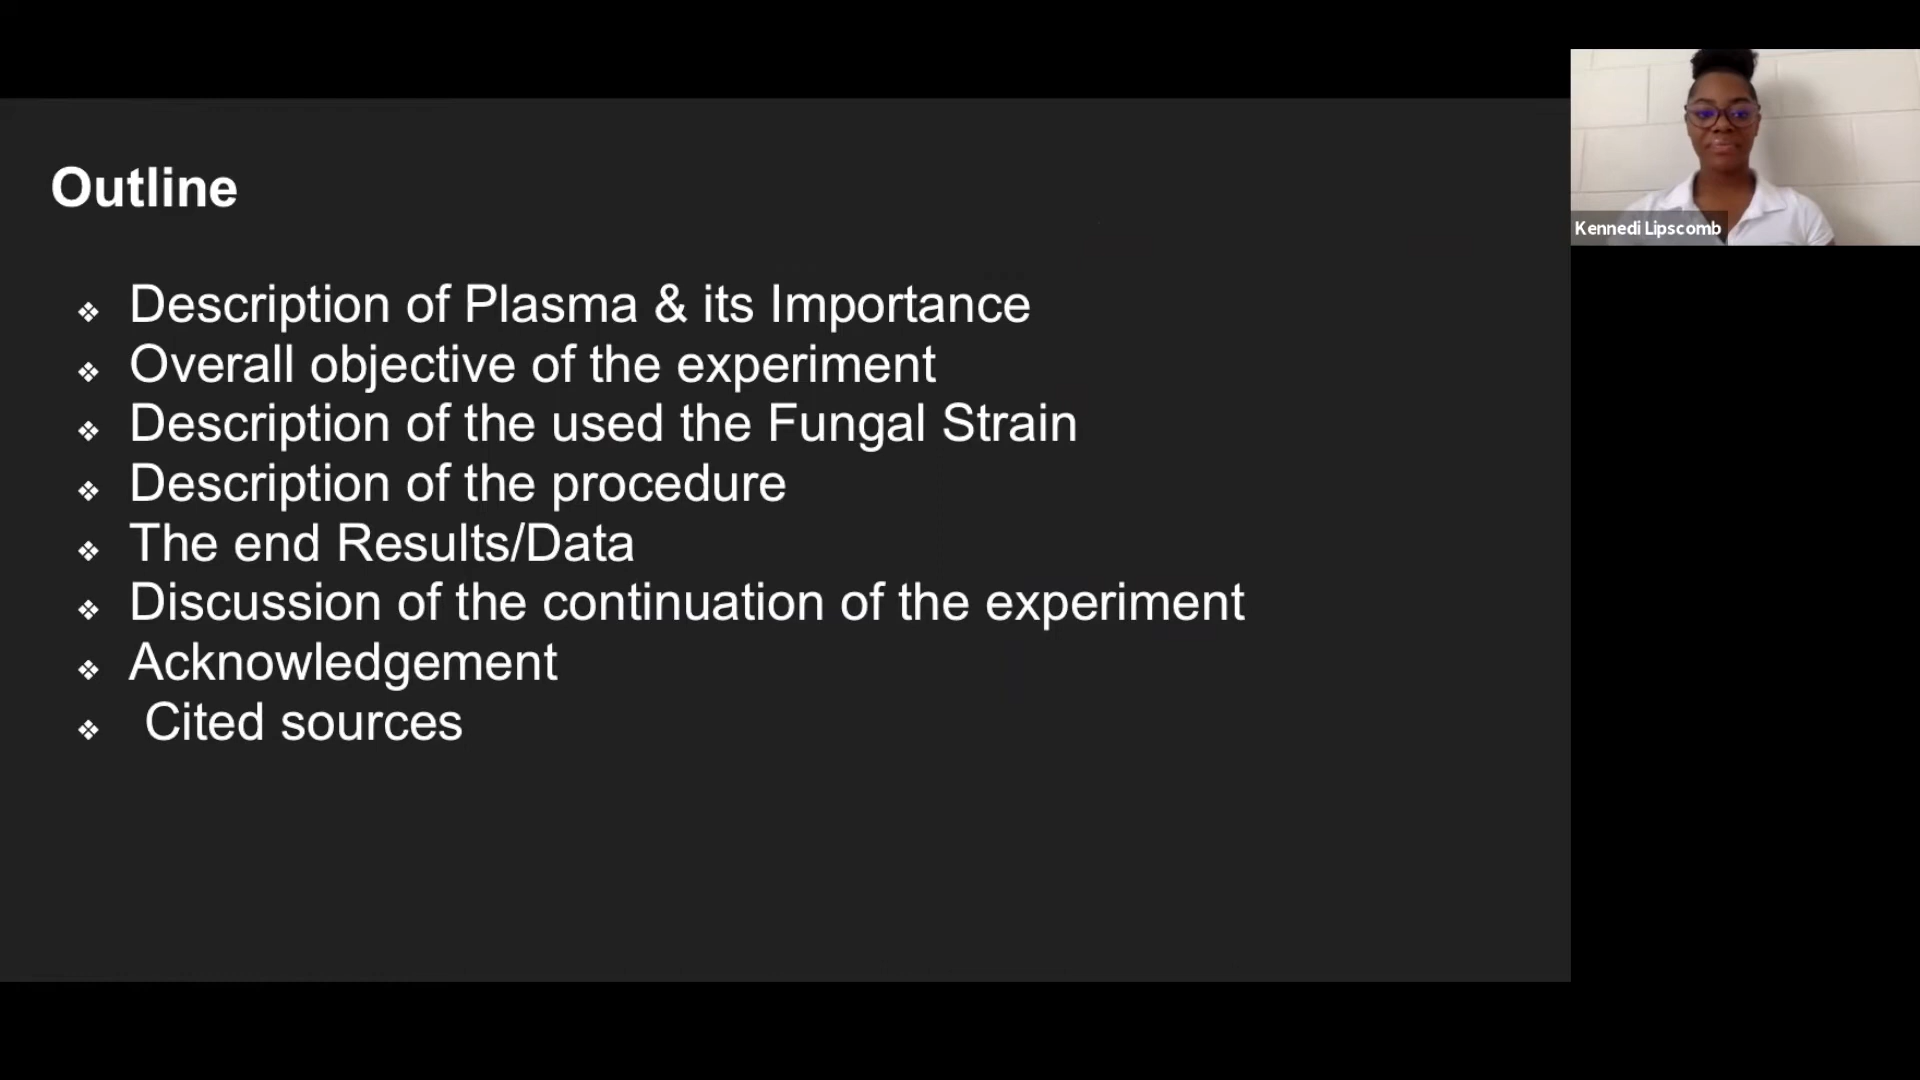 Outline
❖ Description of Plasma & its Importance
❖ Overall objective of the experiment
❖ Description of the used the Fungal Strain
❖ Description of the procedure
❖ The end Results/Data
❖ Discussion of the continuation of the experiment
❖ Acknowledgement
❖ Cited sources
Kennedi Lipscomb